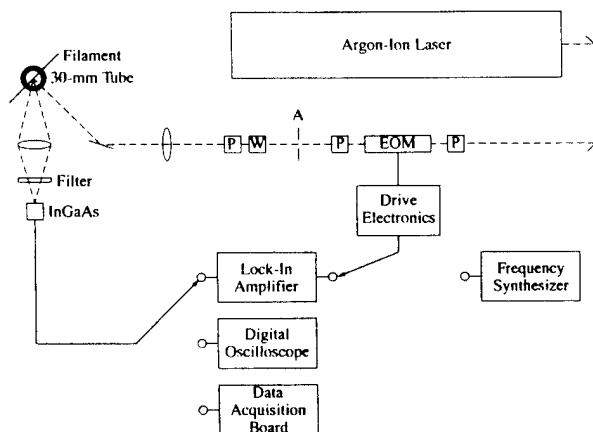 Argon-Ion Laser
Filament
30-mm Tube
A
P
W
P
EOM
P
Filter
InGaAs
Drive
Electronics
Lock-In
Amplifier
Frequency
Synthesizer
Digital
Oscilloscope
Data
Acquisition
Board